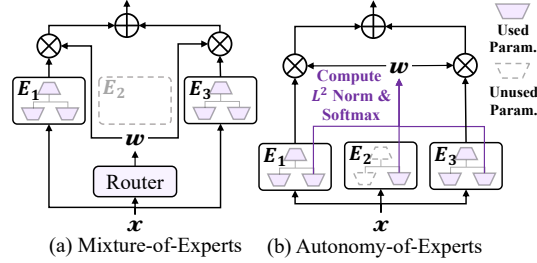 E₁
E₂
E₃
w
Router
x
(a) Mixture-of-Experts
w
Compute
L² Norm &
Softmax
E₁
E₂
E₃
x
(b) Autonomy-of-Experts
Used
Param.
Unused
Param.